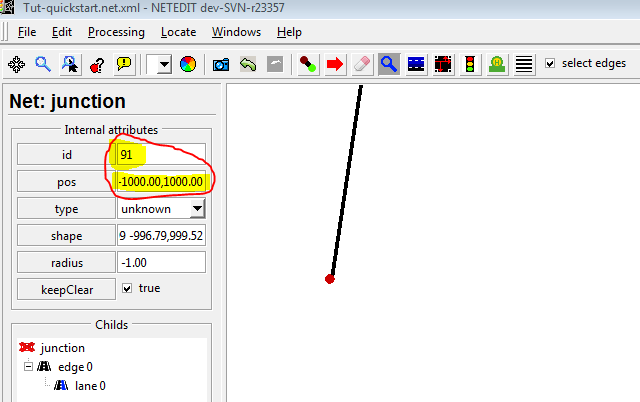 Tut-quickstart.net.xml - NETEDIT dev-SVN-r23357
File Edit Processing Locate Windows Help
select edges
Net: junction
Internal attributes
id 91
pos -1000.00,1000.00
type unknown
shape 9 -996.79,999.52
radius -1.00
keepClear true
Childs
junction
edge 0
lane 0